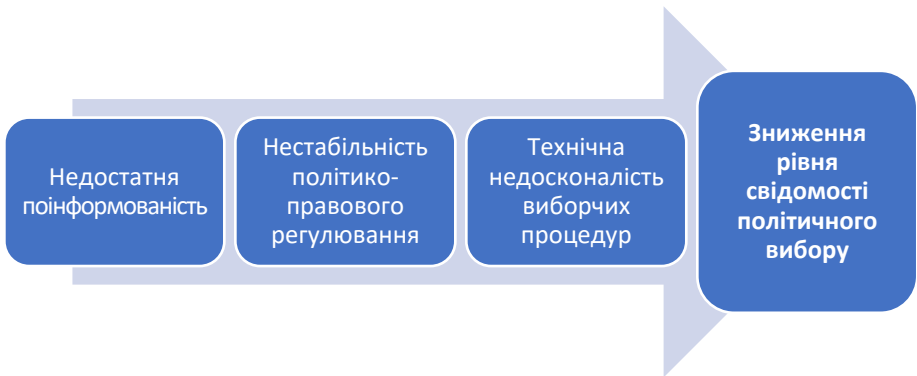 Недостатня
поінформованість
Нестабільність
політико-
правового
регулювання
Технічна
недосконалість
виборчих
процедур
Зниження
рівня
свідомості
політичного
вибору